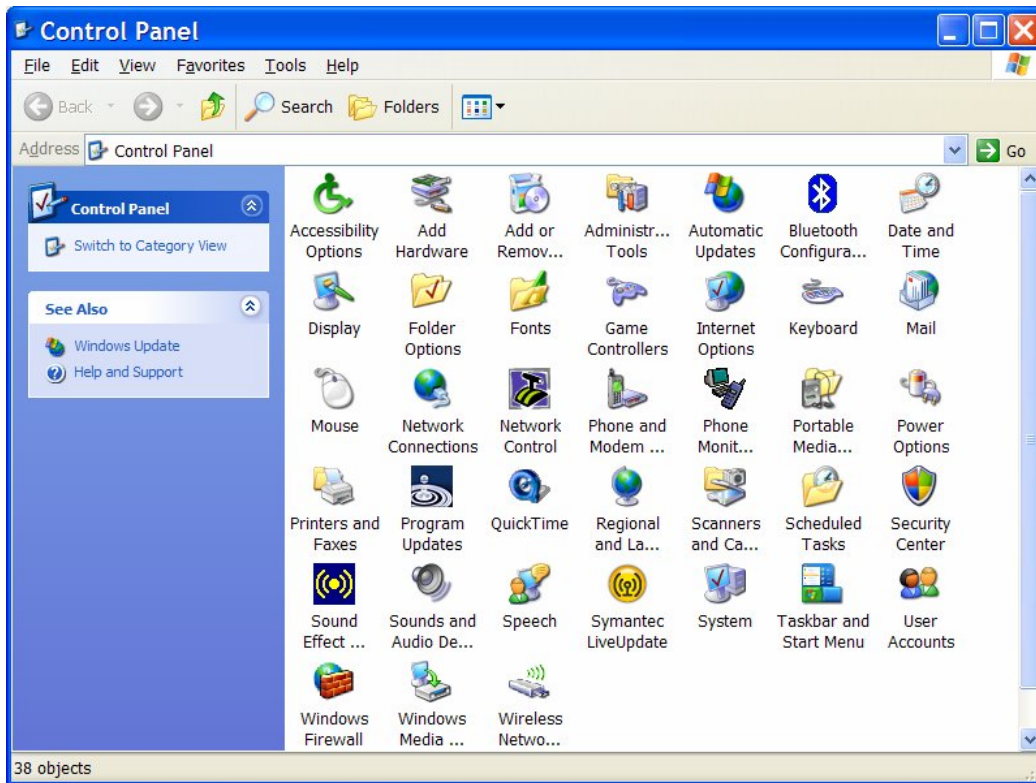 Control Panel
File Edit View Favorites Tools Help
Back Search Folders
Address Control Panel Go
Control Panel
Switch to Category View
See Also
Windows Update
Help and Support
Accessibility Options
Add Hardware
Add or Remov...
Administr... Tools
Automatic Updates
Bluetooth Configura...
Date and Time
Display
Folder Options
Fonts
Game Controllers
Internet Options
Keyboard
Mail
Mouse
Network Connections
Network Control
Phone and Modem ...
Phone Monit...
Portable Media...
Power Options
Printers and Faxes
Program Updates
QuickTime
Regional and La...
Scanners and Ca...
Scheduled Tasks
Security Center
Sound Effect ...
Sounds and Audio De...
Speech
Symantec LiveUpdate
System
Taskbar and Start Menu
User Accounts
Windows Firewall
Windows Media ...
Wireless Netwo...
38 objects